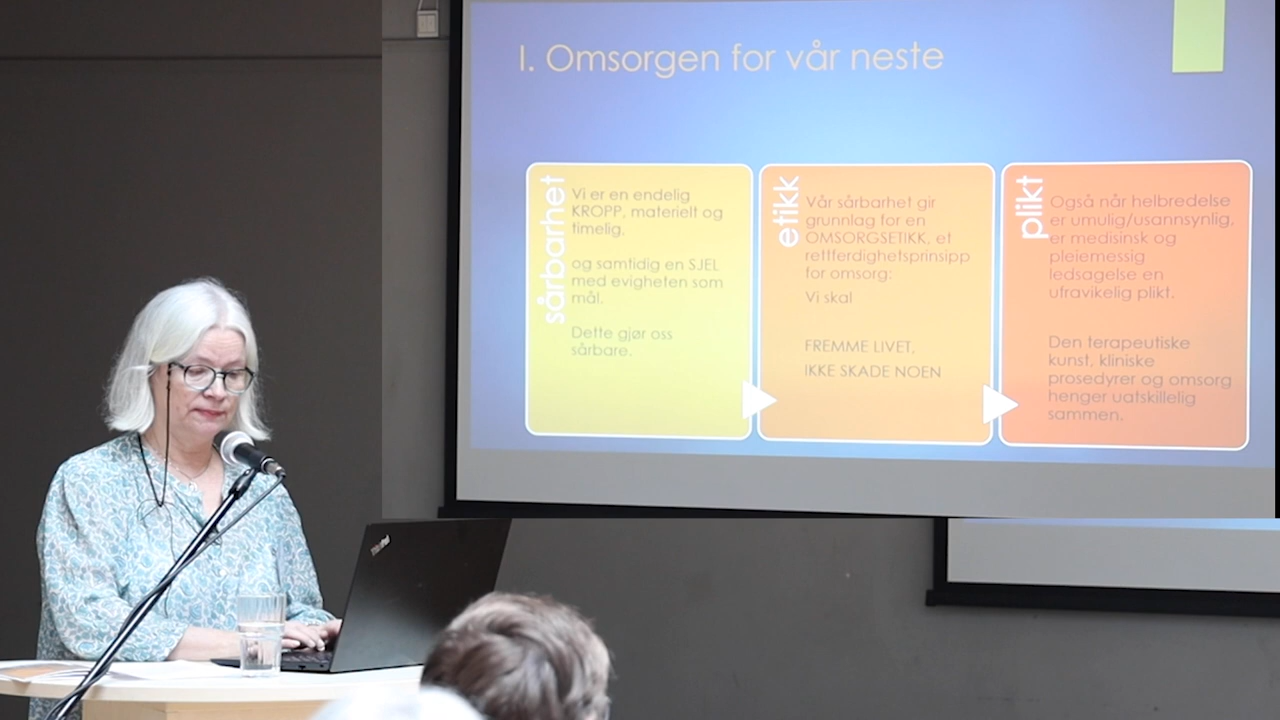 I. Omsorgen for vår neste
sårbarhet
Vi er en endelig
KROPP, materielt og
timelig,
og samtidig en SJEL
med evigheten som
mål.
Dette gjør oss
sårbare.
etikk
Vår sårbarhet gir
grunnlag for en
OMSORGSETIKK, et
rettferdighetsprinsipp
for omsorg:
Vi skal
FREMME LIVET,
IKKE SKADE NOEN
plikt
Også når helbredelse
er umulig/usannsynlig,
er medisinsk og
pleiemessig
ledsagelse en
ufravikelig plikt.
Den terapeutiske
kunst, kliniske
prosedyrer og omsorg
henger uatskillelig
sammen.
ThinkPad